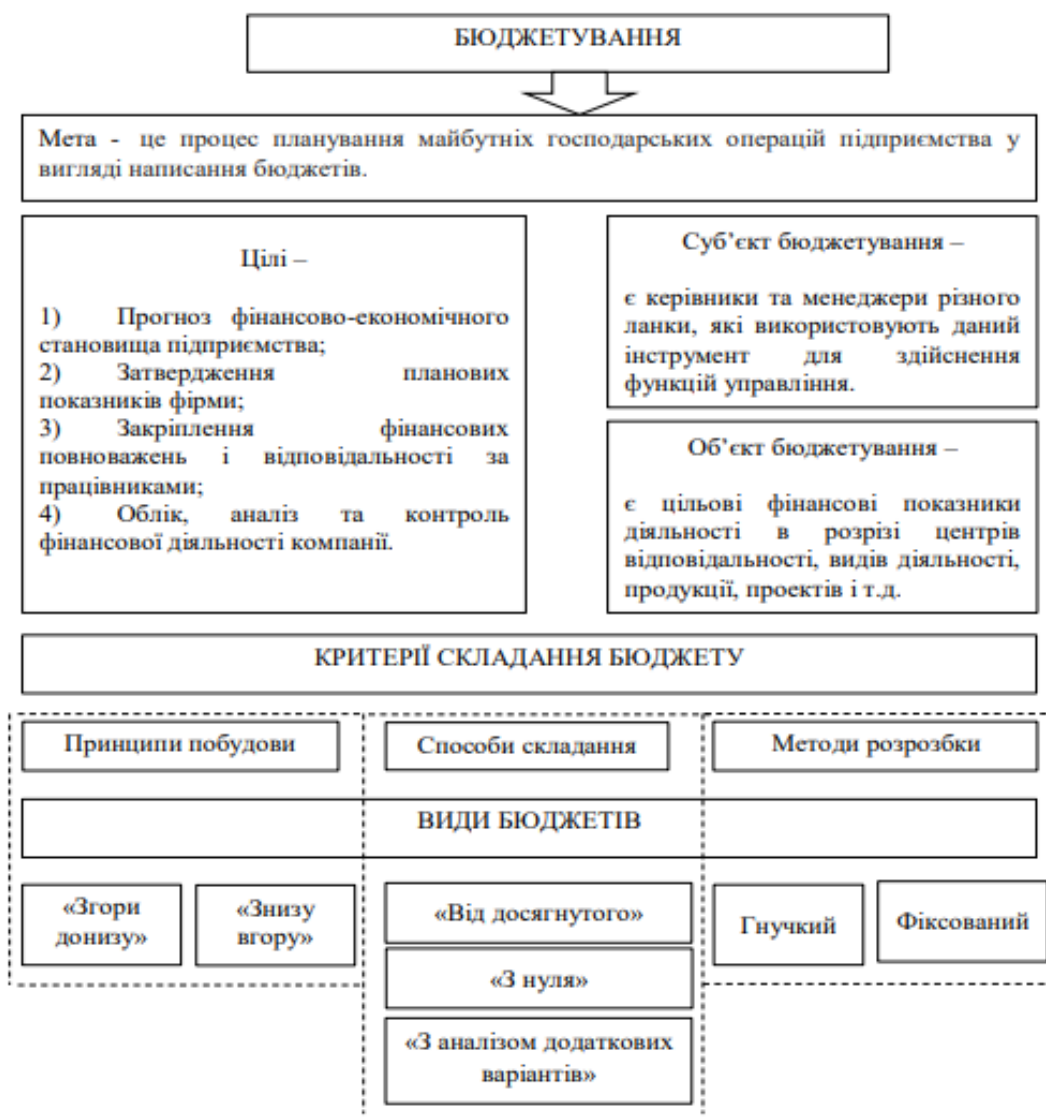 БЮДЖЕТУВАННЯ
Мета - це процес планування майбутніх господарських операцій підприємства у
вигляді написання бюджетів.
Цілі –
1) Прогноз фінансово-економічного
становища підприємства;
2) Затвердження планових
показників фірми;
3) Закріплення фінансових
повноважень і відповідальності за
працівниками;
4) Облік, аналіз та контроль
фінансової діяльності компанії.
Суб’єкт бюджетування –
є керівники та менеджери різного
ланки, які використовують даний
інструмент для здійснення
функцій управління.
Об’єкт бюджетування –
є цільові фінансові показники
діяльності в розрізі центрів
відповідальності, видів діяльності,
продукції, проектів і т.д.
КРИТЕРІЇ СКЛАДАННЯ БЮДЖЕТУ
Принципи побудови
Способи складання
Методи розрозбки
ВИДИ БЮДЖЕТІВ
«Згори
донизу»
«Знизу
вгору»
«Від досягнутого»
«З нуля»
«З аналізом додаткових
варіантів»
Гнучкий
Фіксований